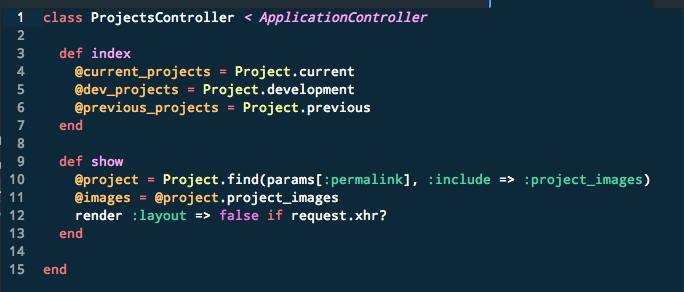 1 class ProjectsController < ApplicationController
2
3   def index
4     @current_projects = Project.current
5     @dev_projects = Project.development
6     @previous_projects = Project.previous
7   end
8
9   def show
10     @project = Project.find(params[:permalink], :include => :project_images)
11     @images = @project.project_images
12     render :layout => false if request.xhr?
13   end
14
15 end